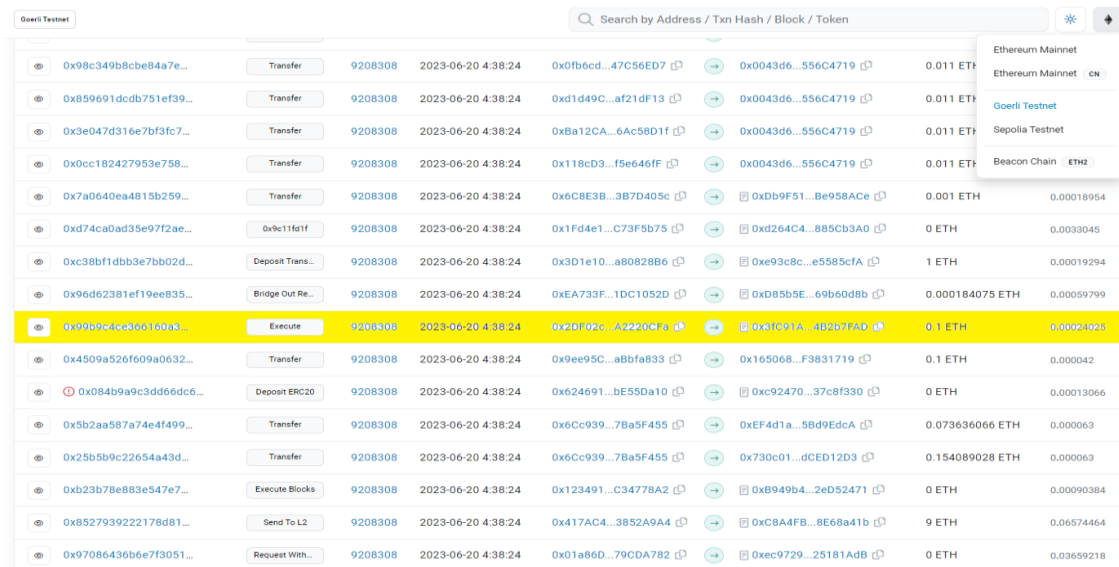 Goerli Testnet
Search by Address / Txn Hash / Block / Token
Ethereum Mainnet
Ethereum Mainnet CN
Goerli Testnet
Sepolia Testnet
Beacon Chain ETH2
0x98c349b8cbe84a7e... Transfer 9208308 2023-06-20 4:38:24 0x0fb6cd...47C56ED7 0x0043d6...556C4719 0.011 ETH
0x859691dcdb751ef39... Transfer 9208308 2023-06-20 4:38:24 0xd1d49C...af21dF13 0x0043d6...556C4719 0.011 ETH
0x3e047d316e7bf3fc7... Transfer 9208308 2023-06-20 4:38:24 0xBa12CA...6Ac58D1f 0x0043d6...556C4719 0.011 ETH
0x0cc182427953e758... Transfer 9208308 2023-06-20 4:38:24 0x118cD3...f5e646fF 0x0043d6...556C4719 0.011 ETH
0x7a0640ea4815b259... Transfer 9208308 2023-06-20 4:38:24 0x6C8E3B...3B7D405c 0xDb9F51...Be958ACe 0.001 ETH 0.00018954
0xd74ca0ad35e97f2ae... 0x9c11fd1f 9208308 2023-06-20 4:38:24 0x1Fd4e1...C73F5b75 0xd264C4...885Cb3A0 0 ETH 0.0033045
0xc38bf1dbb3e7bb02d... Deposit Trans... 9208308 2023-06-20 4:38:24 0x3D1e10...a80828B6 0xe93c8c...e5585cfA 1 ETH 0.00019294
0x96d62381ef19ee835... Bridge Out Re... 9208308 2023-06-20 4:38:24 0xEA733F...1DC1052D 0xD85b5E...69b60d8b 0.000184075 ETH 0.00059799
0x99b9c4ce366160a3... Execute 9208308 2023-06-20 4:38:24 0x2DF02c...A2220CFa 0x3fC91A...4B2b7FAD 0.1 ETH 0.00024025
0x4509a526f609a0632... Transfer 9208308 2023-06-20 4:38:24 0x9ee95C...aBbfa833 0x165068...F3831719 0.1 ETH 0.000042
0x084b9a9c3dd66dc6... Deposit ERC20 9208308 2023-06-20 4:38:24 0x624691...bE55Da10 0xc92470...37c8f330 0 ETH 0.00013066
0x5b2aa587a74e4f499... Transfer 9208308 2023-06-20 4:38:24 0x6Cc939...7Ba5F455 0xEF4d1a...5Bd9EdcA 0.073636066 ETH 0.000063
0x25b5b9c22654a43d... Transfer 9208308 2023-06-20 4:38:24 0x6Cc939...7Ba5F455 0x730c01...dCED12D3 0.154089028 ETH 0.000063
0xb23b78e883e547e7... Execute Blocks 9208308 2023-06-20 4:38:24 0x123491...C34778A2 0xB949b4...2eD52471 0 ETH 0.00090384
0x8527939222178d81... Send To L2 9208308 2023-06-20 4:38:24 0x417AC4...3852A9A4 0xC8A4FB...8E68a41b 9 ETH 0.06574464
0x97086436b6e7f3051... Request With... 9208308 2023-06-20 4:38:24 0x01a86D...79CDA782 0xec9729...25181AdB 0 ETH 0.03659218